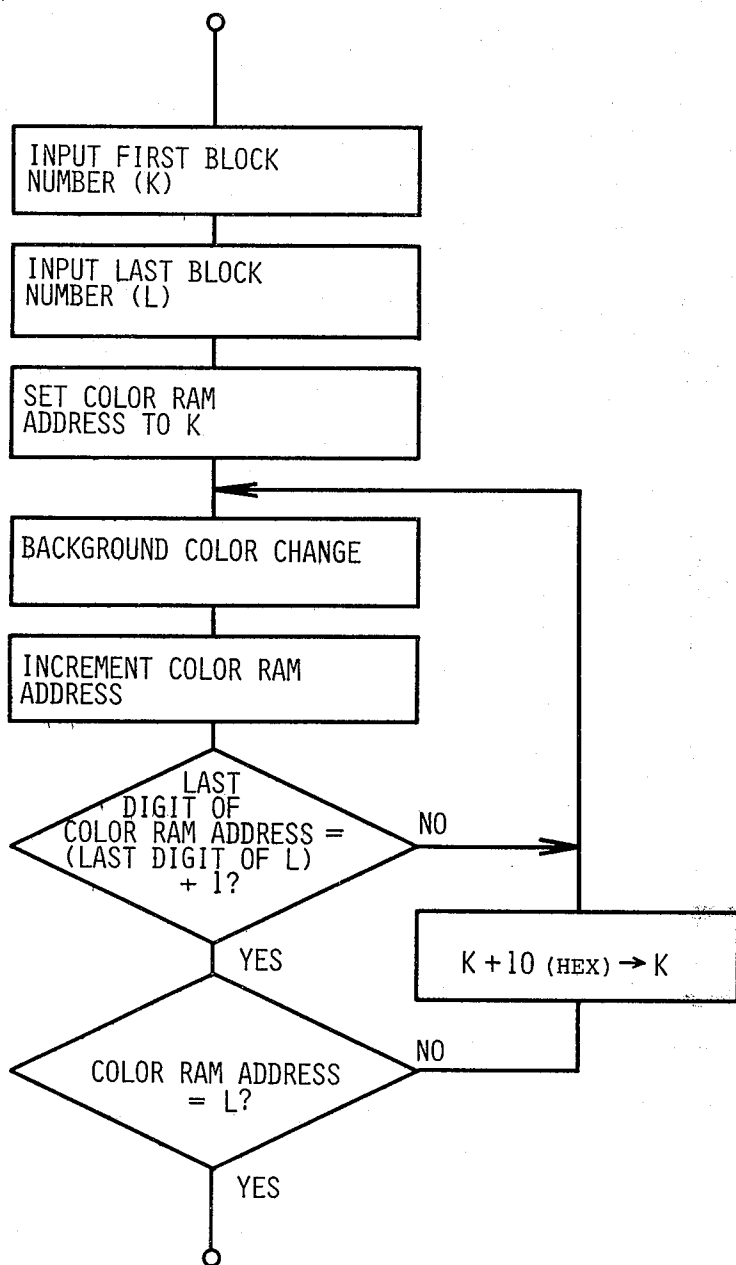 INPUT FIRST BLOCK
NUMBER (K)
INPUT LAST BLOCK
NUMBER (L)
SET COLOR RAM
ADDRESS TO K
BACKGROUND COLOR CHANGE
INCREMENT COLOR RAM
ADDRESS
LAST
DIGIT OF
COLOR RAM ADDRESS =
(LAST DIGIT OF L)
+ 1?
NO
YES
K+10 (HEX) → K
COLOR RAM ADDRESS
= L?
NO
YES